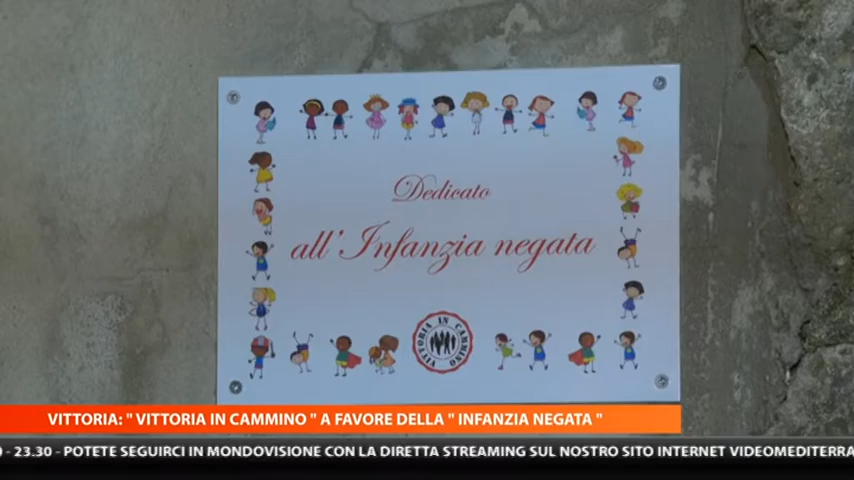 Dedicato
all'Infanzia negata
VITTORIA IN CAMMINO
VITTORIA: " VITTORIA IN CAMMINO " A FAVORE DELLA " INFANZIA NEGATA "
- 23.30 - POTETE SEGUIRCI IN MONDOVISIONE CON LA DIRETTA STREAMING SUL NOSTRO SITO INTERNET VIDEOMEDITERRA